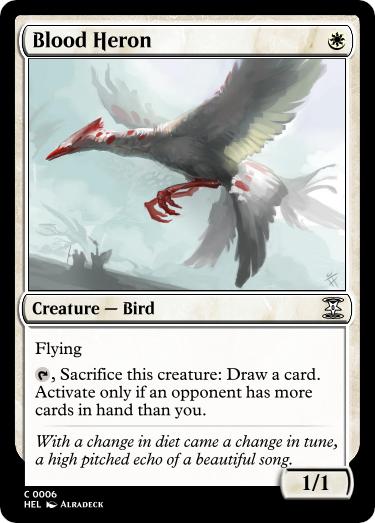 Blood Heron
Creature — Bird
Flying
, Sacrifice this creature: Draw a card.
Activate only if an opponent has more
cards in hand than you.
With a change in diet came a change in tune,
a high pitched echo of a beautiful song.
1/1
C 0006
HEL Alradeck